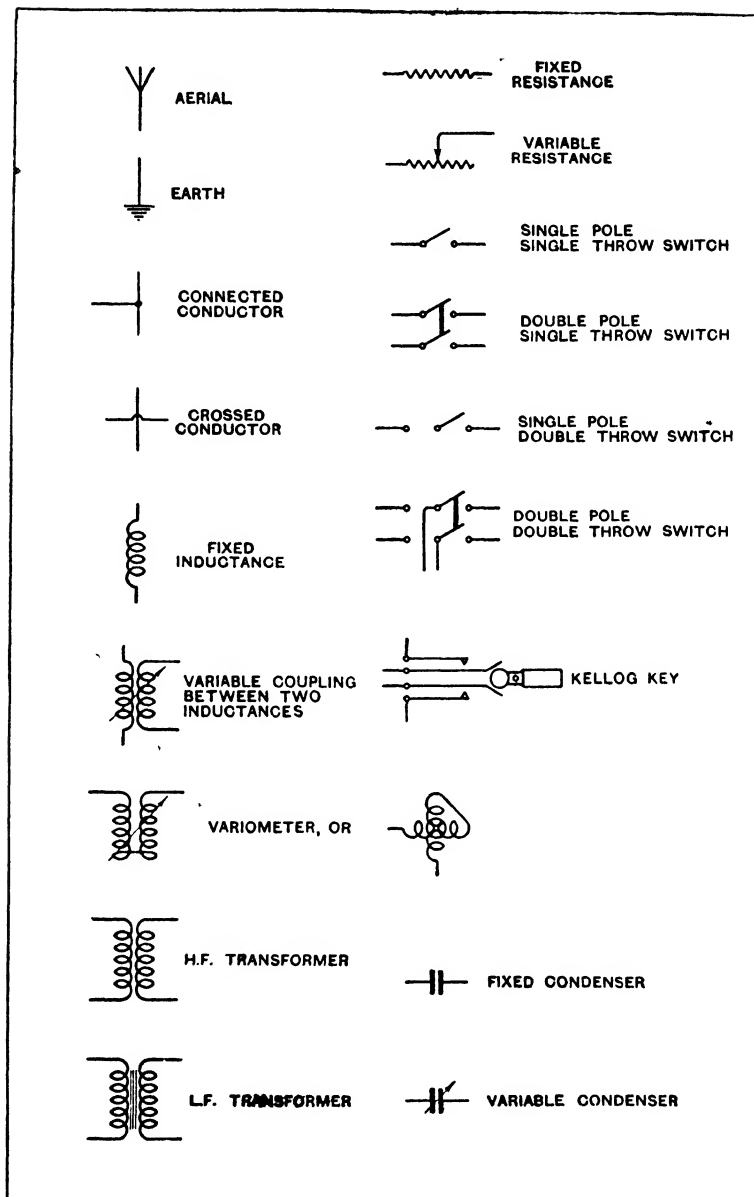 AERIAL
EARTH
CONNECTED
CONDUCTOR
CROSSED
CONDUCTOR
FIXED
INDUCTANCE
VARIABLE COUPLING
BETWEEN TWO
INDUCTANCES
VARIOMETER, OR
H.F. TRANSFORMER
L.F. TRANSFORMER
FIXED
RESISTANCE
VARIABLE
RESISTANCE
SINGLE POLE
SINGLE THROW SWITCH
DOUBLE POLE
SINGLE THROW SWITCH
SINGLE POLE
DOUBLE THROW SWITCH
DOUBLE POLE
DOUBLE THROW SWITCH
KELLOG KEY
FIXED CONDENSER
VARIABLE CONDENSER